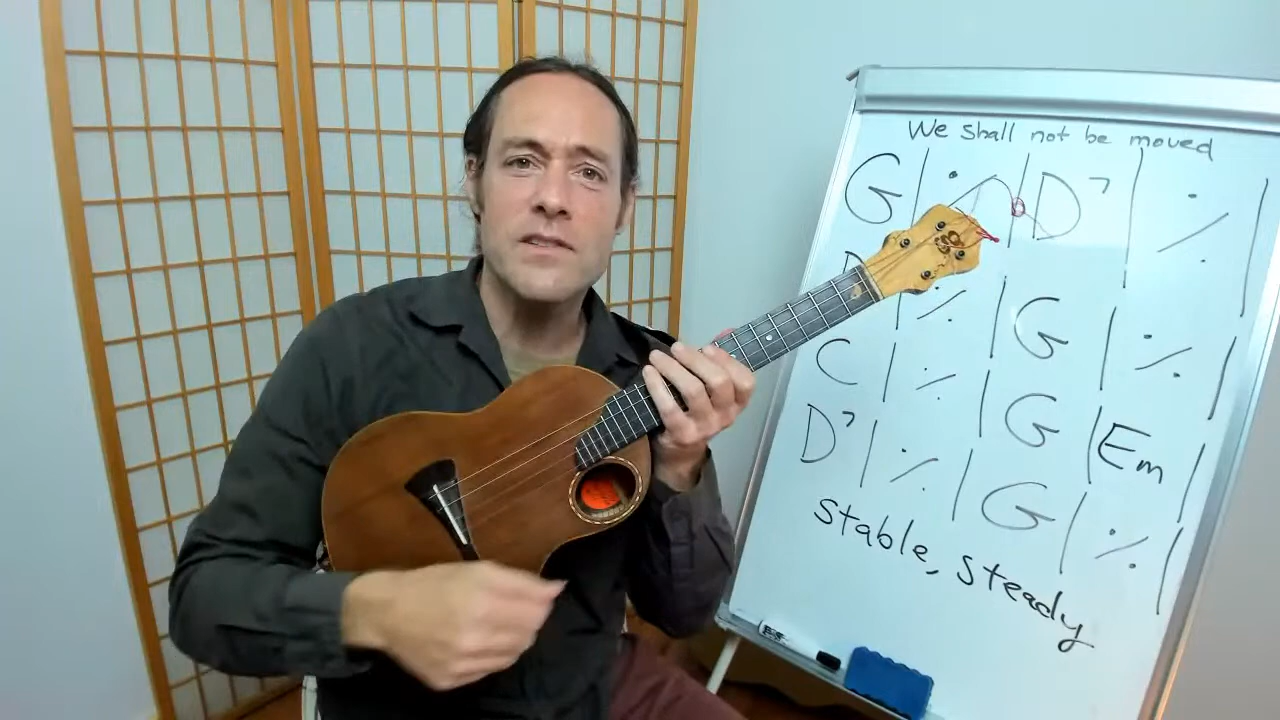 We shall not be moved
G | ٪ | D7 | ٪ |
| ٪ | G | ٪ |
C | ٪ | G | Em |
D7 | ٪ | G | ٪ |
stable, steady